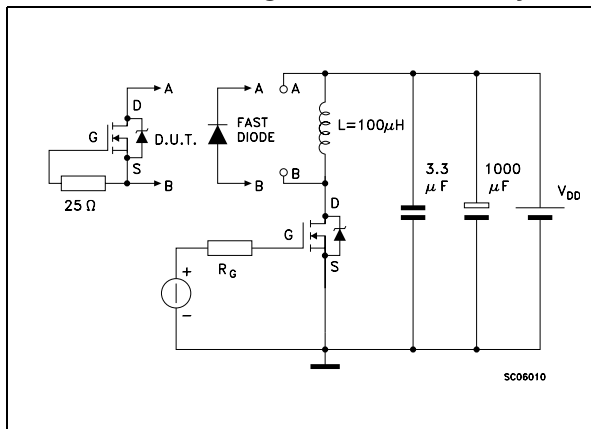 A
A
A
D
G
D.U.T.
FAST
DIODE
L=100μH
S
B
B
B
25 Ω
D
3.3
μF
1000
μF
VDD
G
S
RG
+
−
SC06010